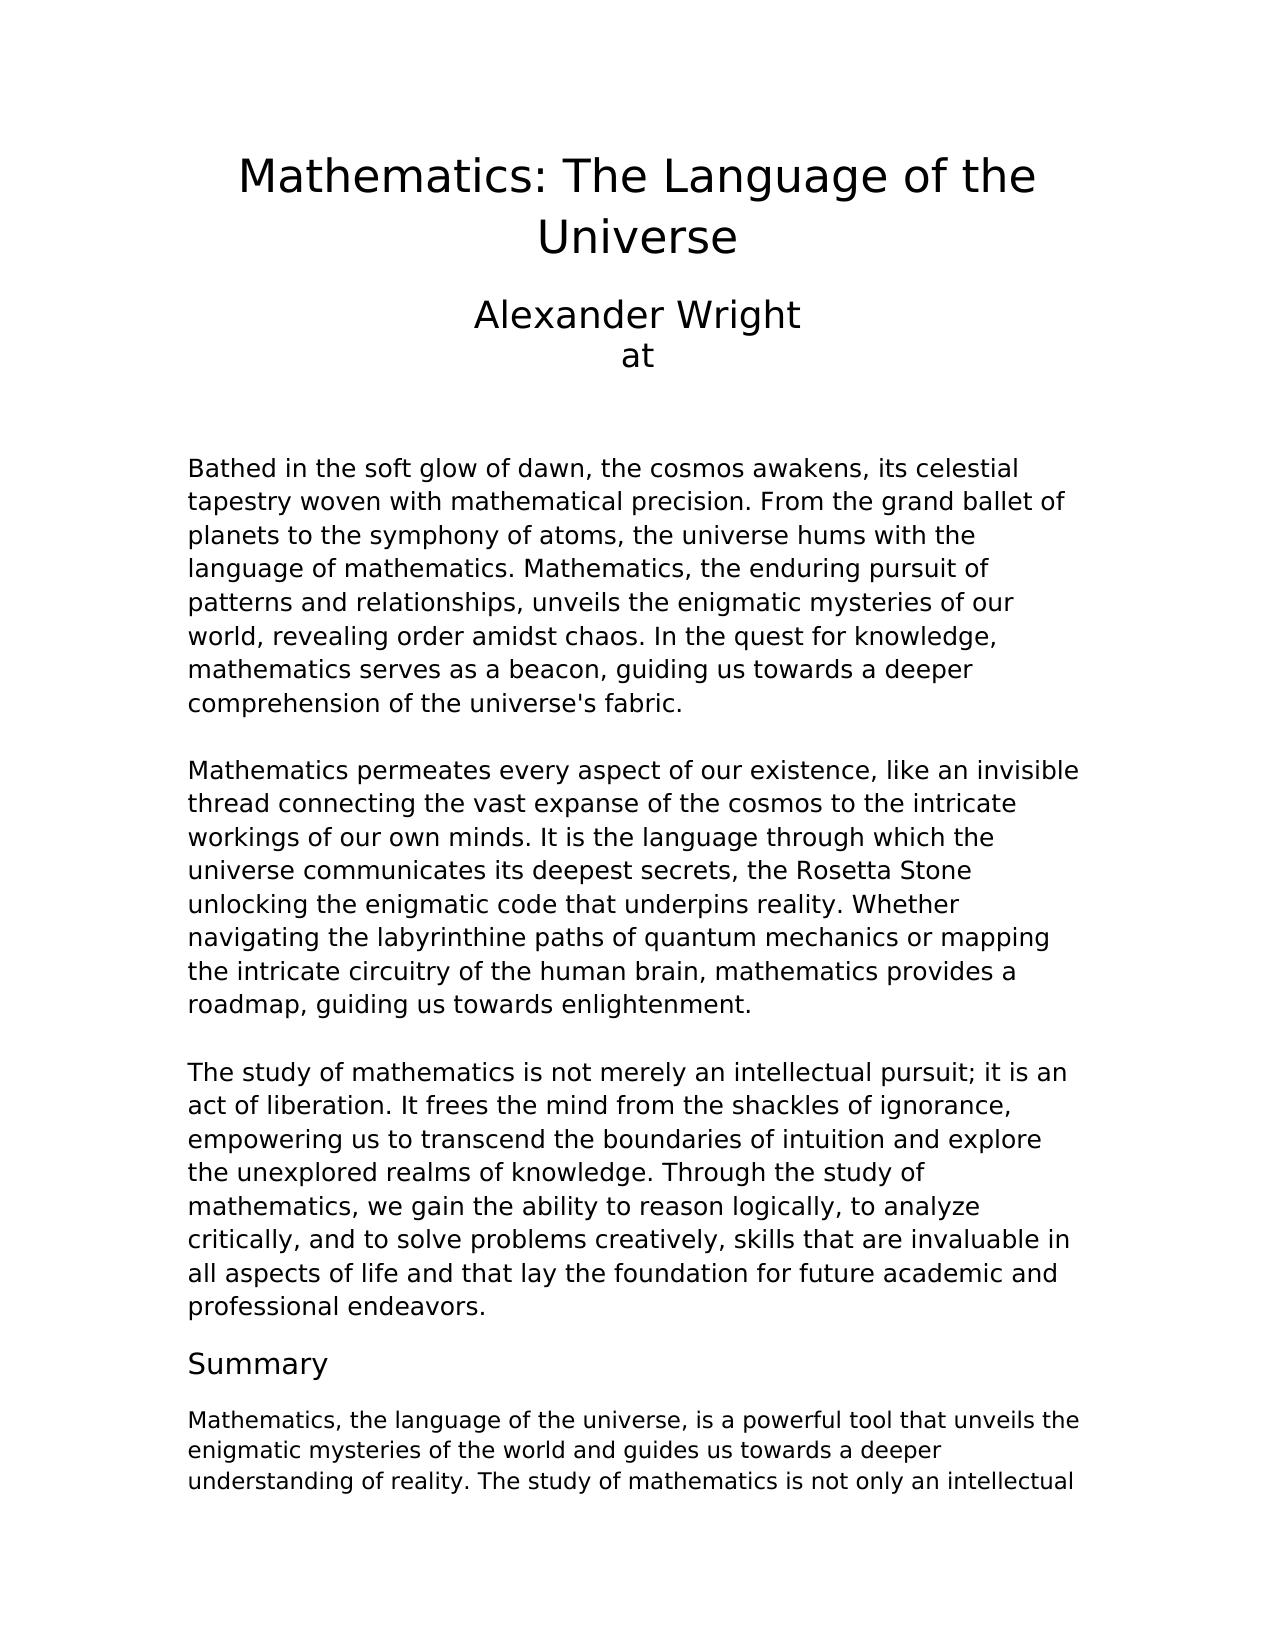 Mathematics: The Language of the
Universe
Alexander Wright
at
Bathed in the soft glow of dawn, the cosmos awakens, its celestial
tapestry woven with mathematical precision. From the grand ballet of
planets to the symphony of atoms, the universe hums with the
language of mathematics. Mathematics, the enduring pursuit of
patterns and relationships, unveils the enigmatic mysteries of our
world, revealing order amidst chaos. In the quest for knowledge,
mathematics serves as a beacon, guiding us towards a deeper
comprehension of the universe's fabric.
Mathematics permeates every aspect of our existence, like an invisible
thread connecting the vast expanse of the cosmos to the intricate
workings of our own minds. It is the language through which the
universe communicates its deepest secrets, the Rosetta Stone
unlocking the enigmatic code that underpins reality. Whether
navigating the labyrinthine paths of quantum mechanics or mapping
the intricate circuitry of the human brain, mathematics provides a
roadmap, guiding us towards enlightenment.
The study of mathematics is not merely an intellectual pursuit; it is an
act of liberation. It frees the mind from the shackles of ignorance,
empowering us to transcend the boundaries of intuition and explore
the unexplored realms of knowledge. Through the study of
mathematics, we gain the ability to reason logically, to analyze
critically, and to solve problems creatively, skills that are invaluable in
all aspects of life and that lay the foundation for future academic and
professional endeavors.
Summary
Mathematics, the language of the universe, is a powerful tool that unveils the
enigmatic mysteries of the world and guides us towards a deeper
understanding of reality. The study of mathematics is not only an intellectual